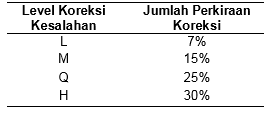 Level Koreksi Jumlah Perkiraan
Kesalahan Koreksi
L 7%
M 15%
Q 25%
H 30%